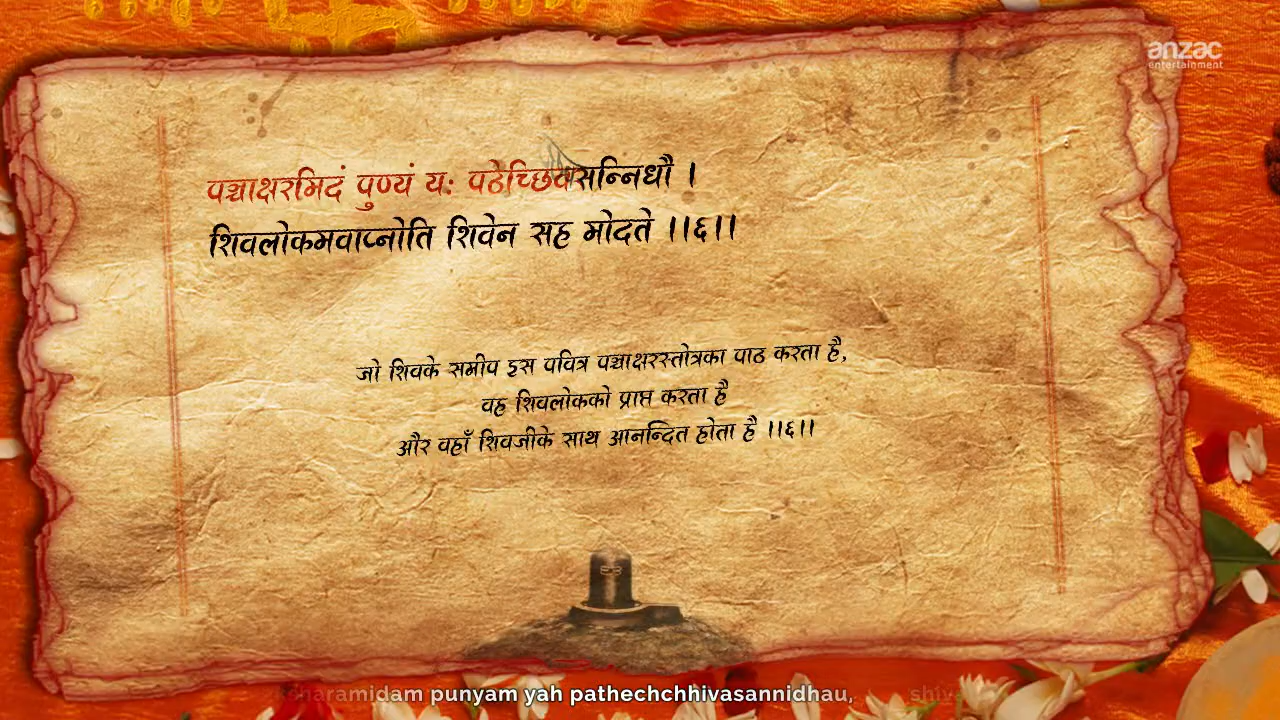 anzac
entertainment
पञ्चाक्षरमिदं पुण्यं यः पठेच्छिवसन्निधौ ।
शिवलोकमवाप्नोति शिवेन सह मोदते ।।६।।
जो शिवके समीप इस पवित्र पञ्चाक्षरस्तोत्रका पाठ करता है,
वह शिवलोकको प्राप्त करता है
और वहाँ शिवजीके साथ आनन्दित होता है ।।६।।
punyam yah pathechchhivasannidhau,